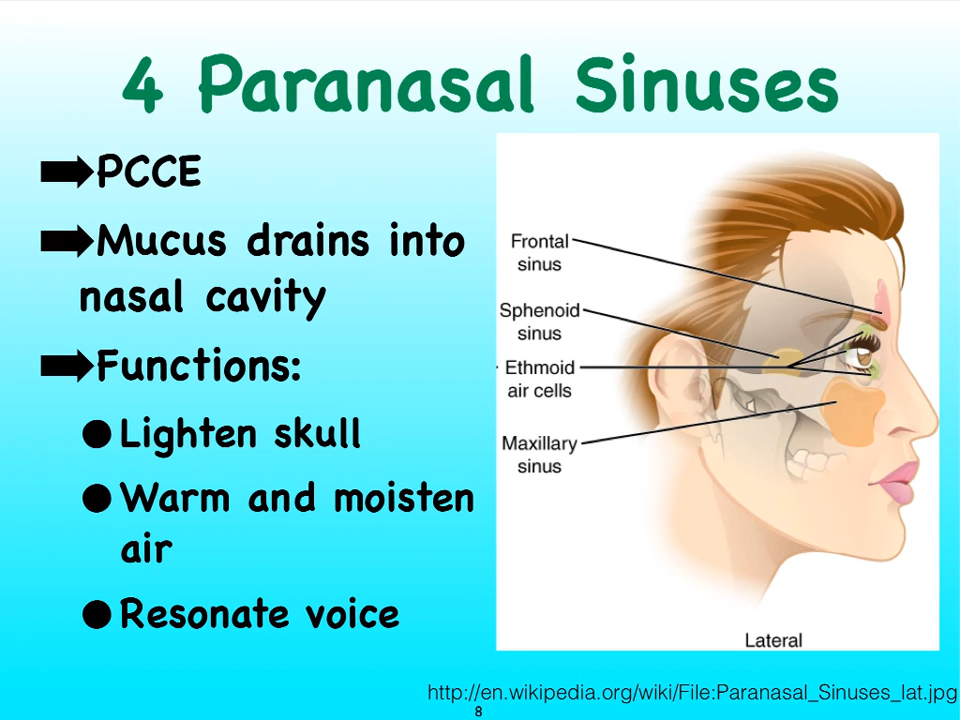 4 Paranasal Sinuses
PCCE
Mucus drains into
nasal cavity
Functions:
Lighten skull
Warm and moisten
air
Resonate voice
Frontal
sinus
Sphenoid
sinus
Ethmoid
air cells
Maxillary
sinus
Lateral
http://en.wikipedia.org/wiki/File:Paranasal_Sinuses_lat.jpg
8